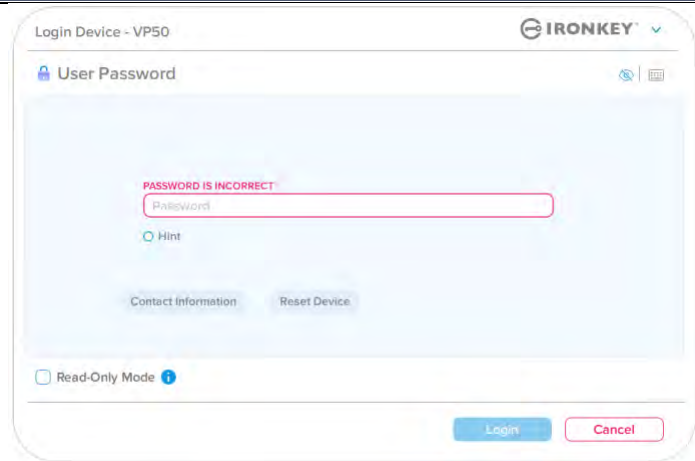 Login Device - VP50
IRONKEY
User Password
PASSWORD IS INCORRECT
Password
Hint
Contact Information Reset Device
Read-Only Mode
Login Cancel